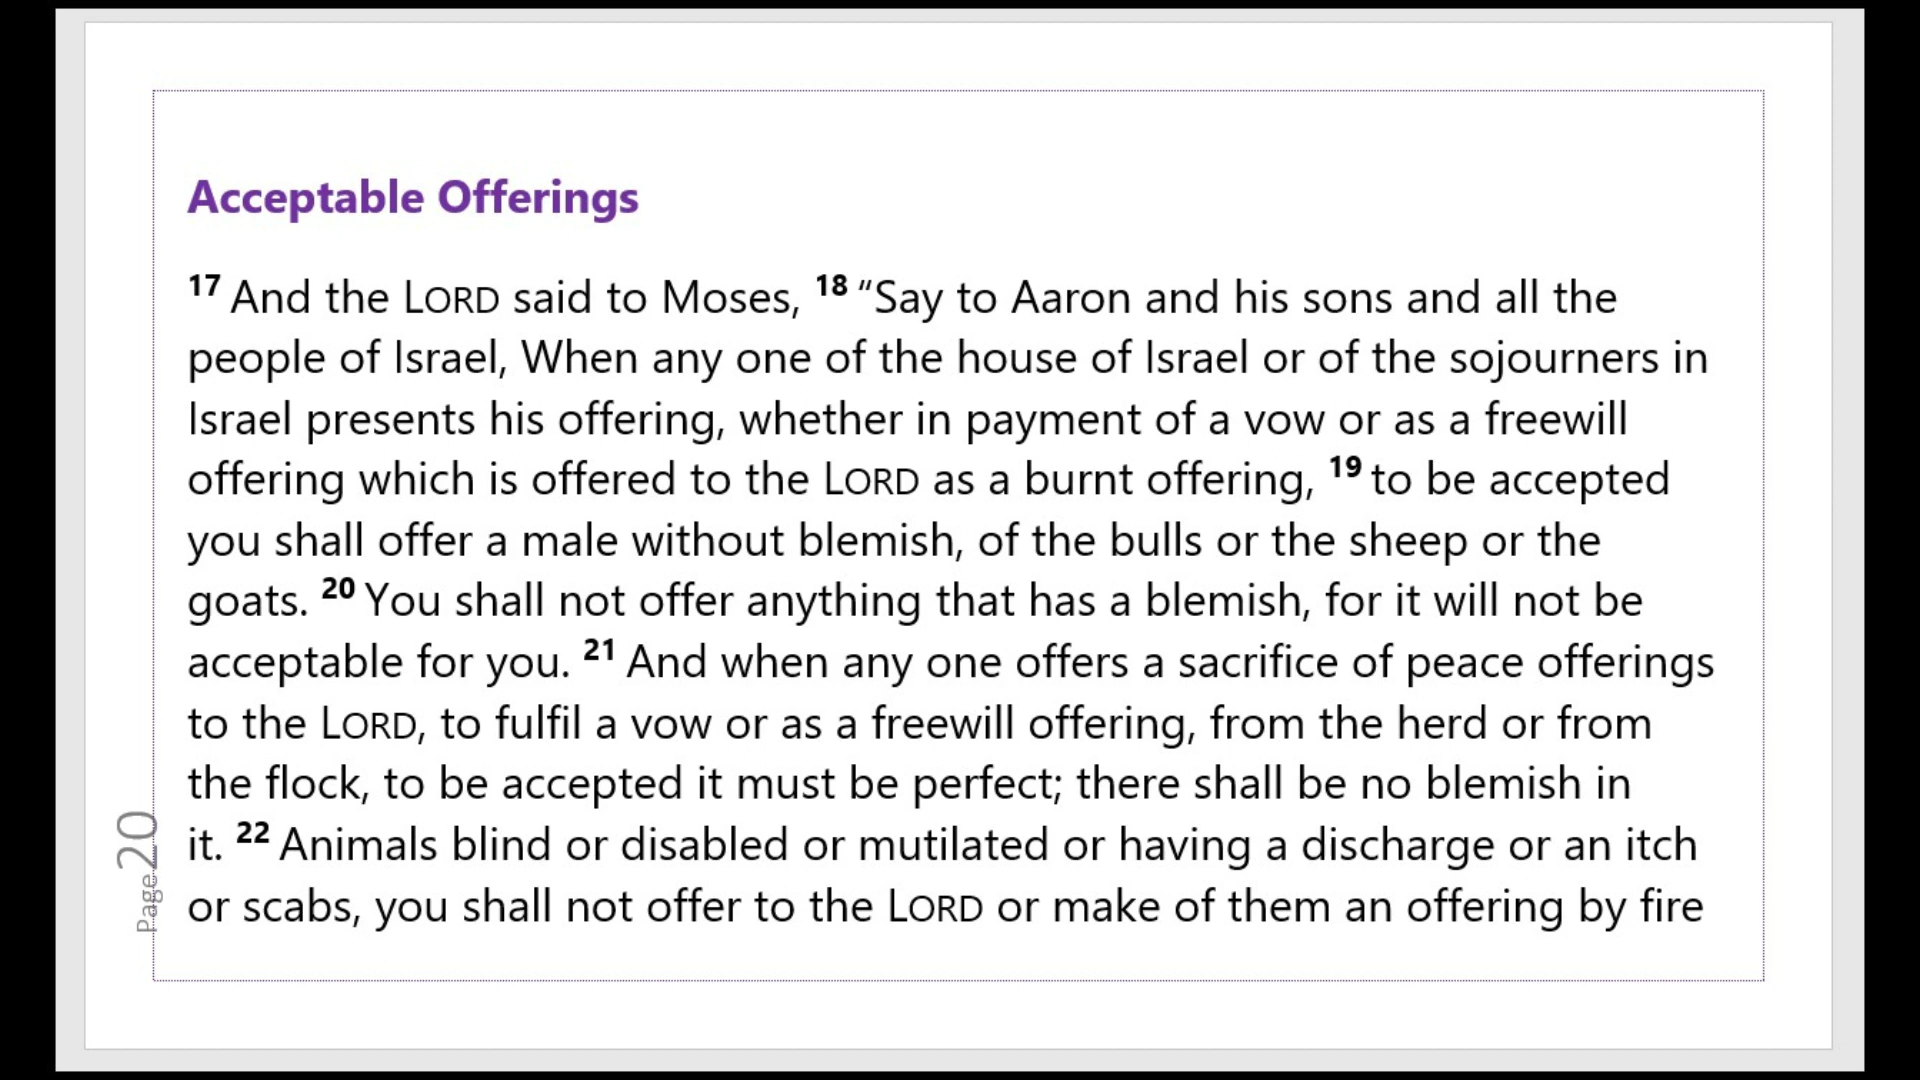 Acceptable Offerings
17 And the LORD said to Moses, 18 “Say to Aaron and his sons and all the
people of Israel, When any one of the house of Israel or of the sojourners in
Israel presents his offering, whether in payment of a vow or as a freewill
offering which is offered to the LORD as a burnt offering, 19 to be accepted
you shall offer a male without blemish, of the bulls or the sheep or the
goats. 20 You shall not offer anything that has a blemish, for it will not be
acceptable for you. 21 And when any one offers a sacrifice of peace offerings
to the LORD, to fulfil a vow or as a freewill offering, from the herd or from
the flock, to be accepted it must be perfect; there shall be no blemish in
it. 22 Animals blind or disabled or mutilated or having a discharge or an itch
or scabs, you shall not offer to the LORD or make of them an offering by fire
Page 20